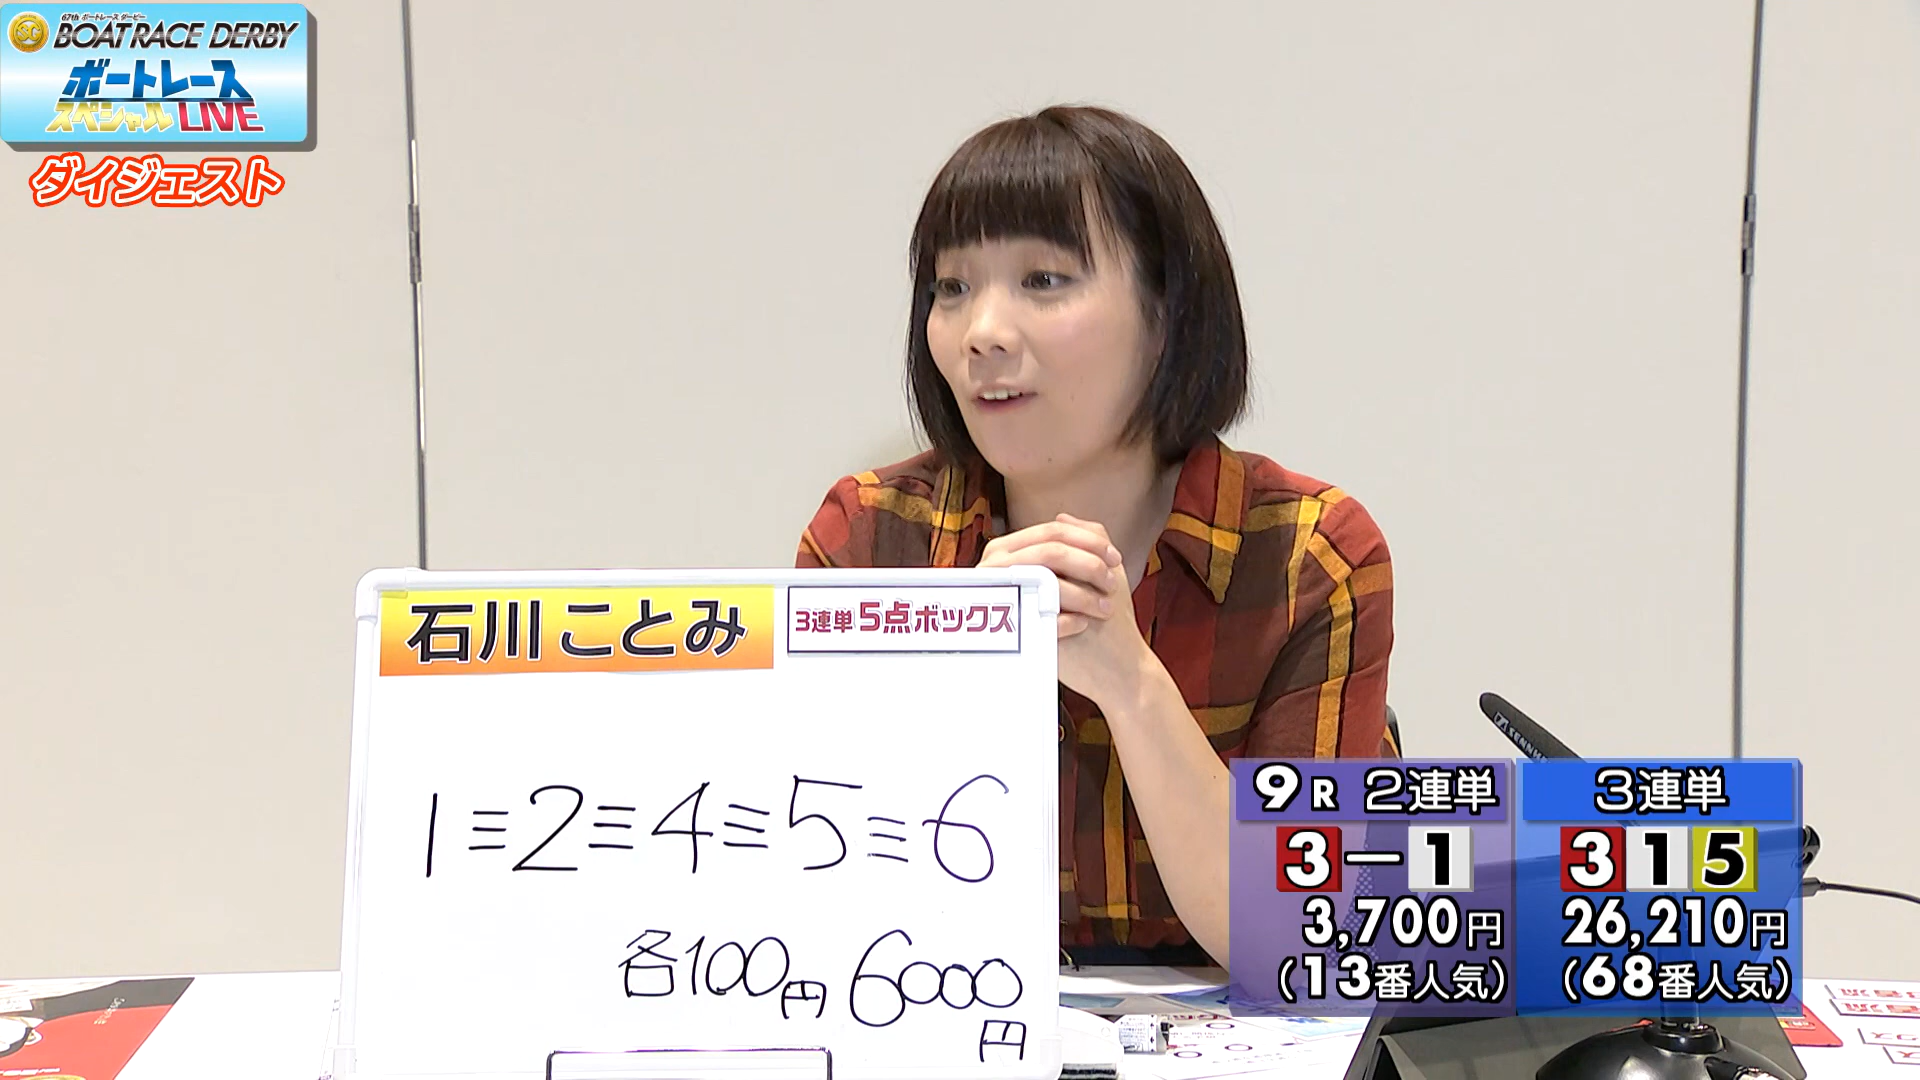 67th ボートレースダービー
SG BOATRACE DERBY
ボートレース
スペシャルLIVE
ダイジェスト
石川ことみ 3連単5点ボックス
1≡2≡4≡5≡6
各100円 6000円
9R 2連単
3―1
3,700円
(13番人気)
3連単
3 1 5
26,210円
(68番人気)